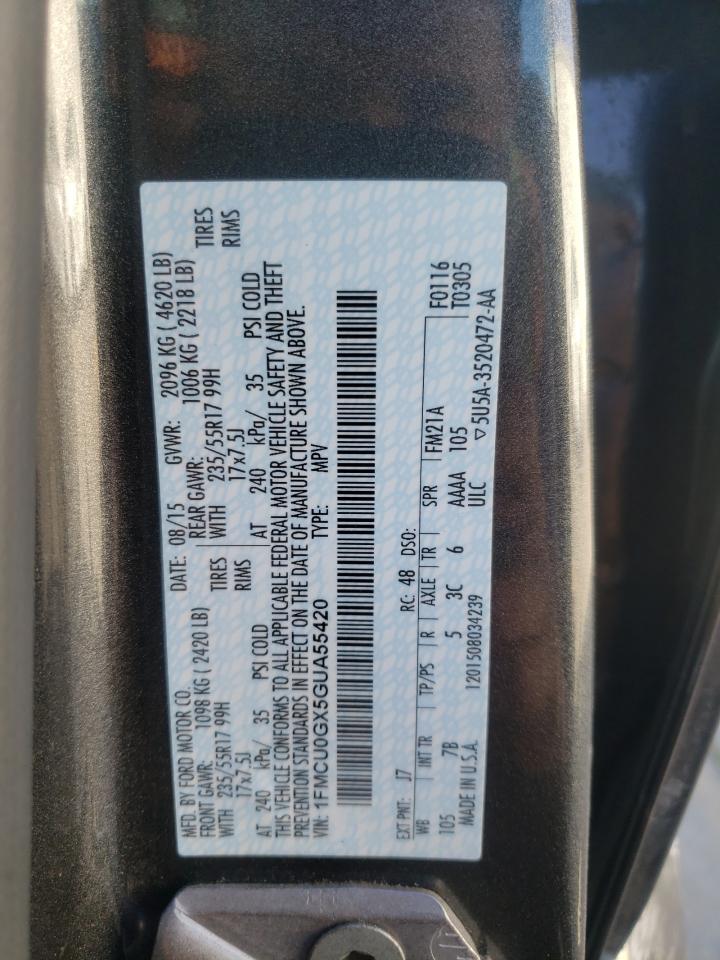 MFD. BY FORD MOTOR CO. DATE: 08/15 GVWR: 2096 KG ( 4620 LB)
FRONT GAWR: 1098 KG ( 2420 LB) REAR GAWR: 1006 KG ( 2218 LB)
WITH 235/55R17 99H TIRES WITH 235/55R17 99H TIRES
17x7.5J RIMS 17x7.5J RIMS
AT 240 kPa/ 35 PSI COLD AT 240 kPa/ 35 PSI COLD
THIS VEHICLE CONFORMS TO ALL APPLICABLE FEDERAL MOTOR VEHICLE SAFETY AND THEFT
PREVENTION STANDARDS IN EFFECT ON THE DATE OF MANUFACTURE SHOWN ABOVE.
VIN: 1FMCU0GX5GUA55420 TYPE: MPV
EXT PNT: J7 RC: 48 DSO: F0116
WB INT TR TP/PS R AXLE TR SPR FM21A T0305
105 7B 5 3C 6 AAAA 105
MADE IN U.S.A. 1201508034239 ULC ▽5U5A-3520472-AA